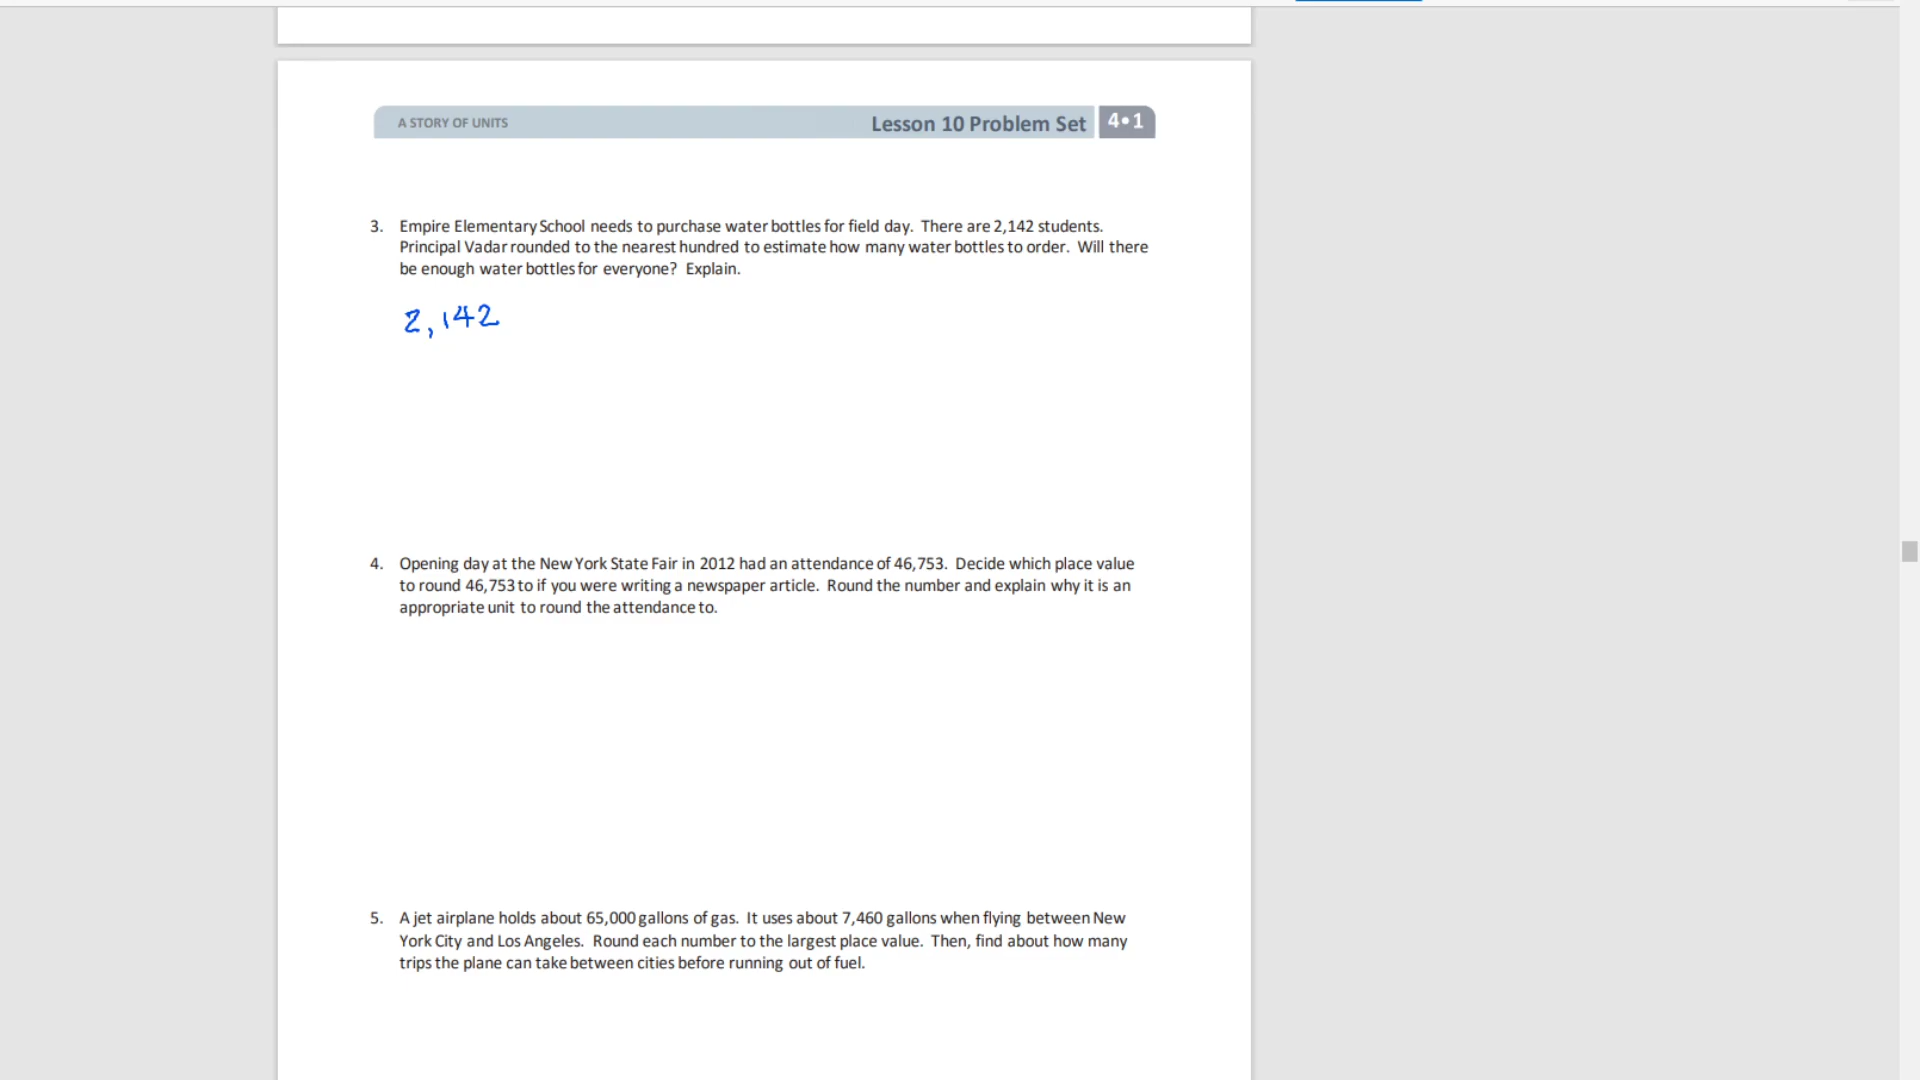 A STORY OF UNITS
Lesson 10 Problem Set 4•1
3. Empire Elementary School needs to purchase water bottles for field day. There are 2,142 students.
Principal Vadar rounded to the nearest hundred to estimate how many water bottles to order. Will there
be enough water bottles for everyone? Explain.
2,142
4. Opening day at the New York State Fair in 2012 had an attendance of 46,753. Decide which place value
to round 46,753 to if you were writing a newspaper article. Round the number and explain why it is an
appropriate unit to round the attendance to.
5. A jet airplane holds about 65,000 gallons of gas. It uses about 7,460 gallons when flying between New
York City and Los Angeles. Round each number to the largest place value. Then, find about how many
trips the plane can take between cities before running out of fuel.